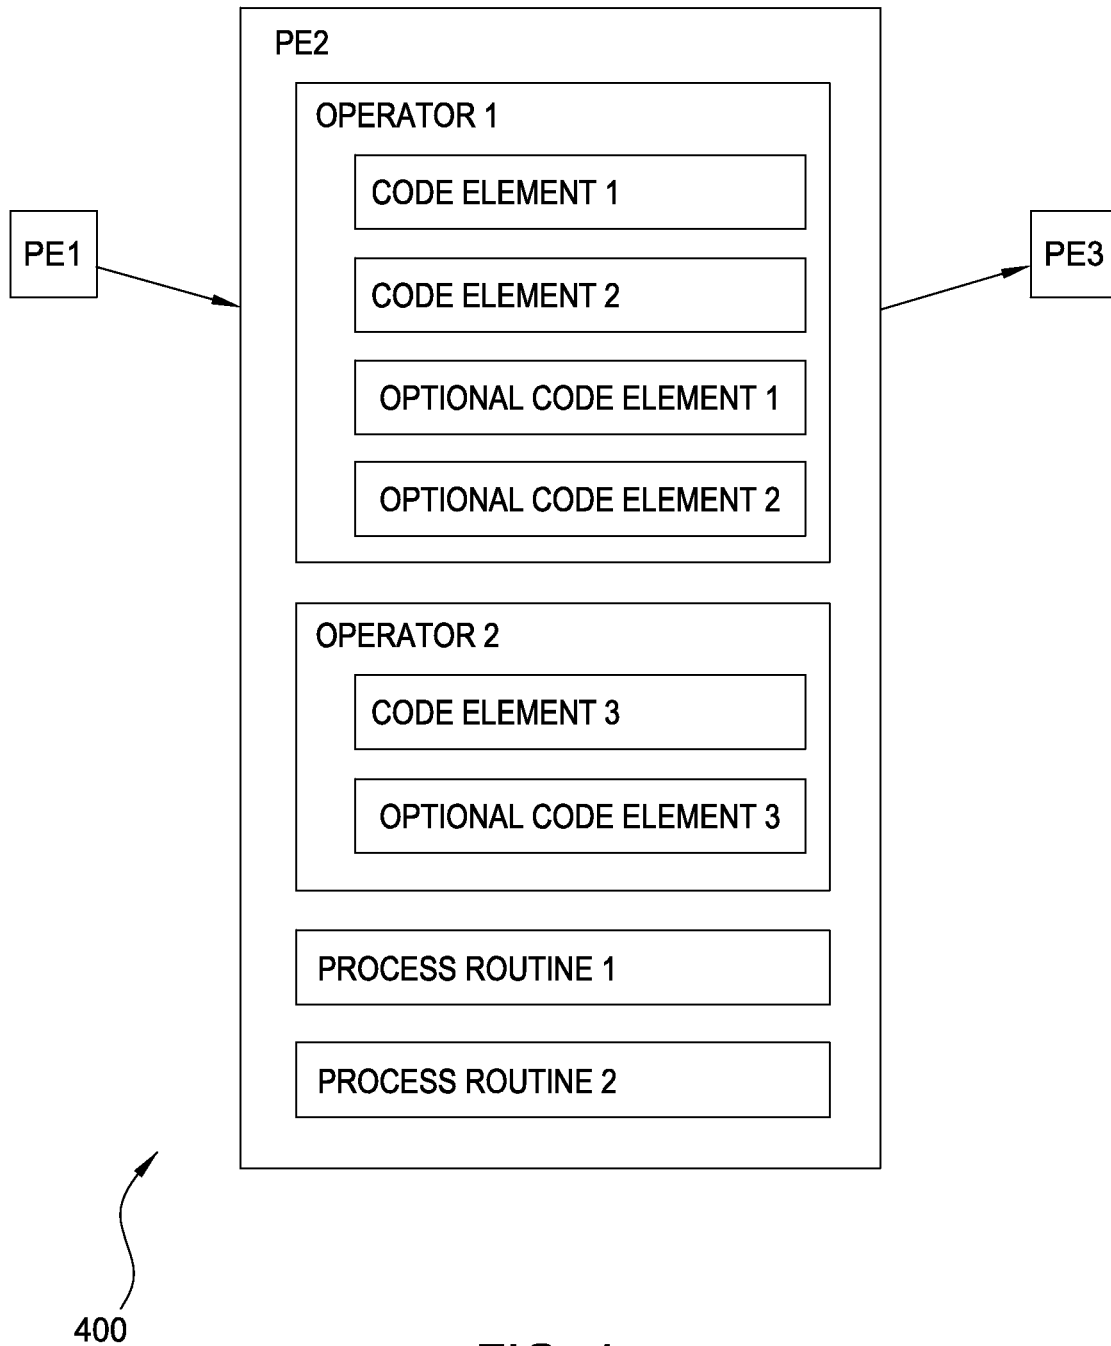 PE2
OPERATOR 1
CODE ELEMENT 1
CODE ELEMENT 2
OPTIONAL CODE ELEMENT 1
OPTIONAL CODE ELEMENT 2
PE1
PE3
OPERATOR 2
CODE ELEMENT 3
OPTIONAL CODE ELEMENT 3
PROCESS ROUTINE 1
PROCESS ROUTINE 2
400